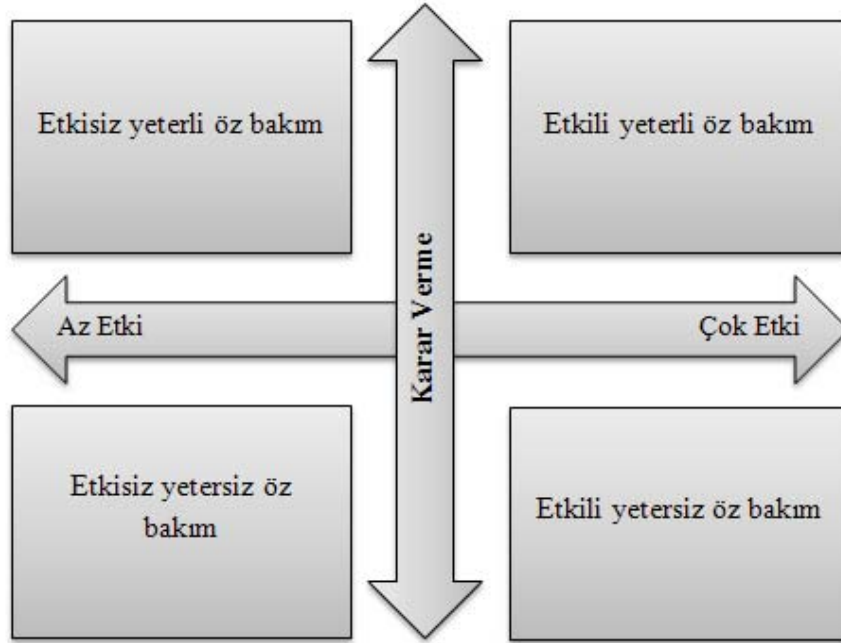 Etkisiz yeterli öz bakım
Etkili yeterli öz bakım
Karar Verme
Az Etki
Çok Etki
Etkisiz yetersiz öz
bakım
Etkili yetersiz öz bakım